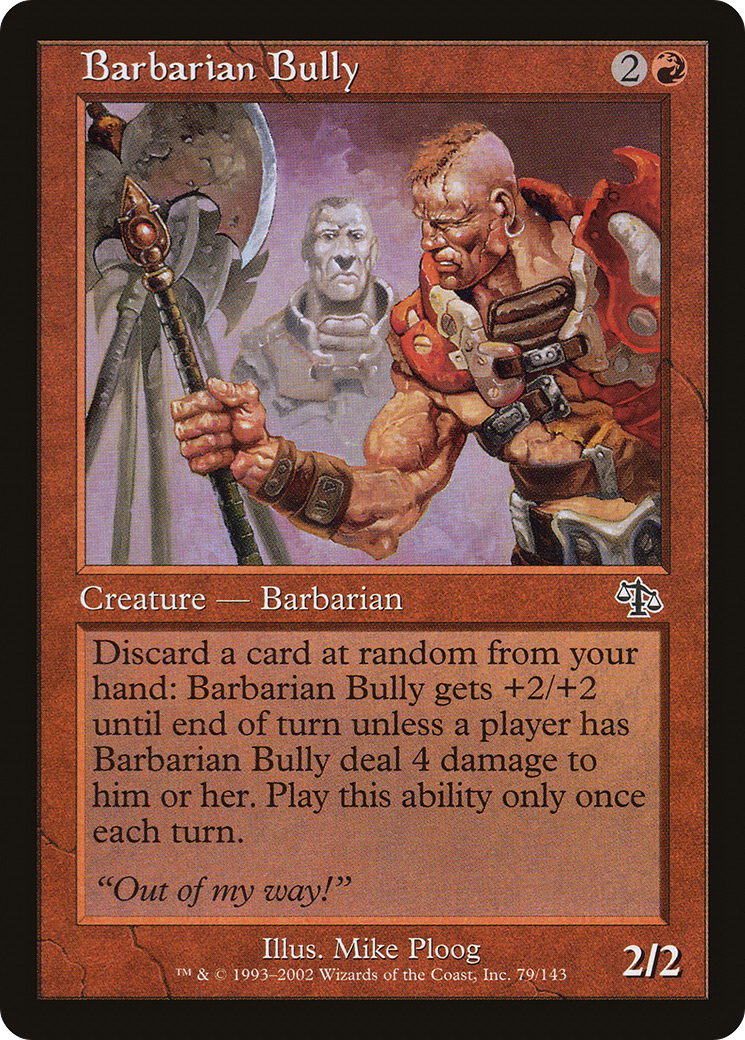 Barbarian Bully 2
Creature — Barbarian
Discard a card at random from your
hand: Barbarian Bully gets +2/+2
until end of turn unless a player has
Barbarian Bully deal 4 damage to
him or her. Play this ability only once
each turn.
“Out of my way!”
Illus. Mike Ploog
™ & © 1993–2002 Wizards of the Coast, Inc. 79/143
2/2